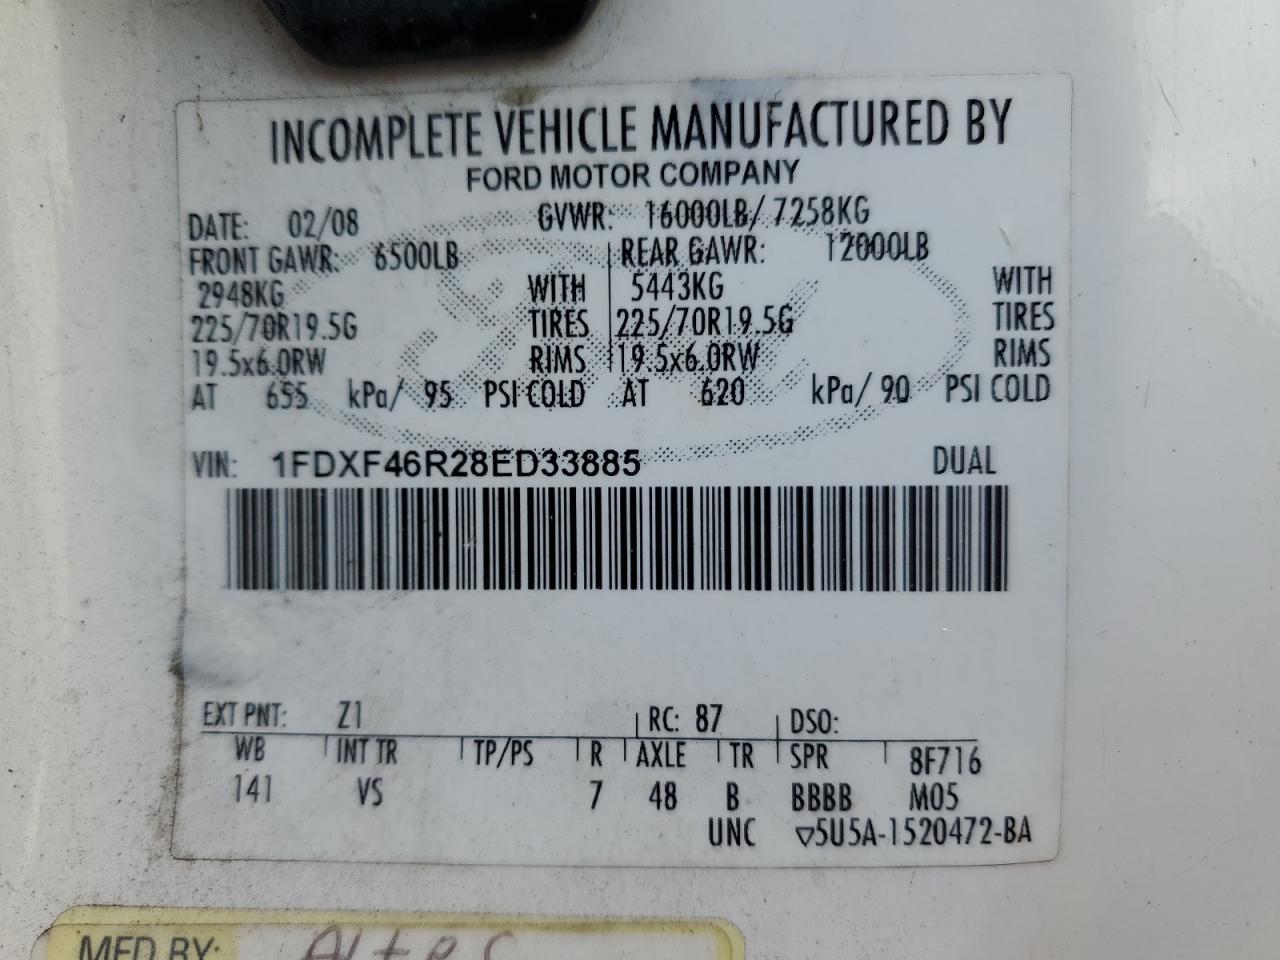 INCOMPLETE VEHICLE MANUFACTURED BY
FORD MOTOR COMPANY
DATE: 02/08 GVWR: 16000LB/ 7258KG
FRONT GAWR: 6500LB REAR GAWR: 12000LB
2948KG WITH 5443KG WITH
225/70R19.5G TIRES 225/70R19.5G TIRES
19.5x6.0RW RIMS 19.5x6.0RW RIMS
AT 655 kPa/ 95 PSI COLD AT 620 kPa/ 90 PSI COLD
VIN: 1FDXF46R28ED33885 DUAL
EXT PNT: Z1 RC: 87 DSO:
WB INT TR TP/PS R AXLE TR SPR 8F716
141 VS 7 48 B BBBB M05
UNC ▽5U5A-1520472-BA
MFD BY: Altec